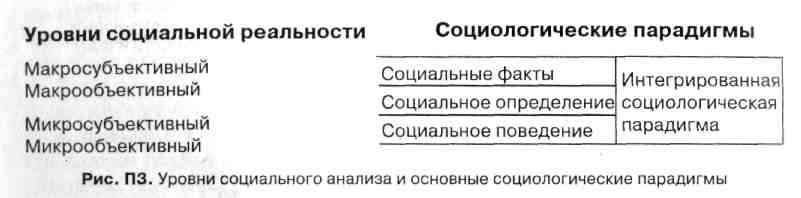 Уровни социальной реальности
Социологические парадигмы
Макросубъективный
Макрообъективный
Микросубъективный
Микрообъективный
Социальные факты
Социальное определение
Социальное поведение
Интегрированная
социологическая
парадигма
Рис. П3. Уровни социального анализа и основные социологические парадигмы